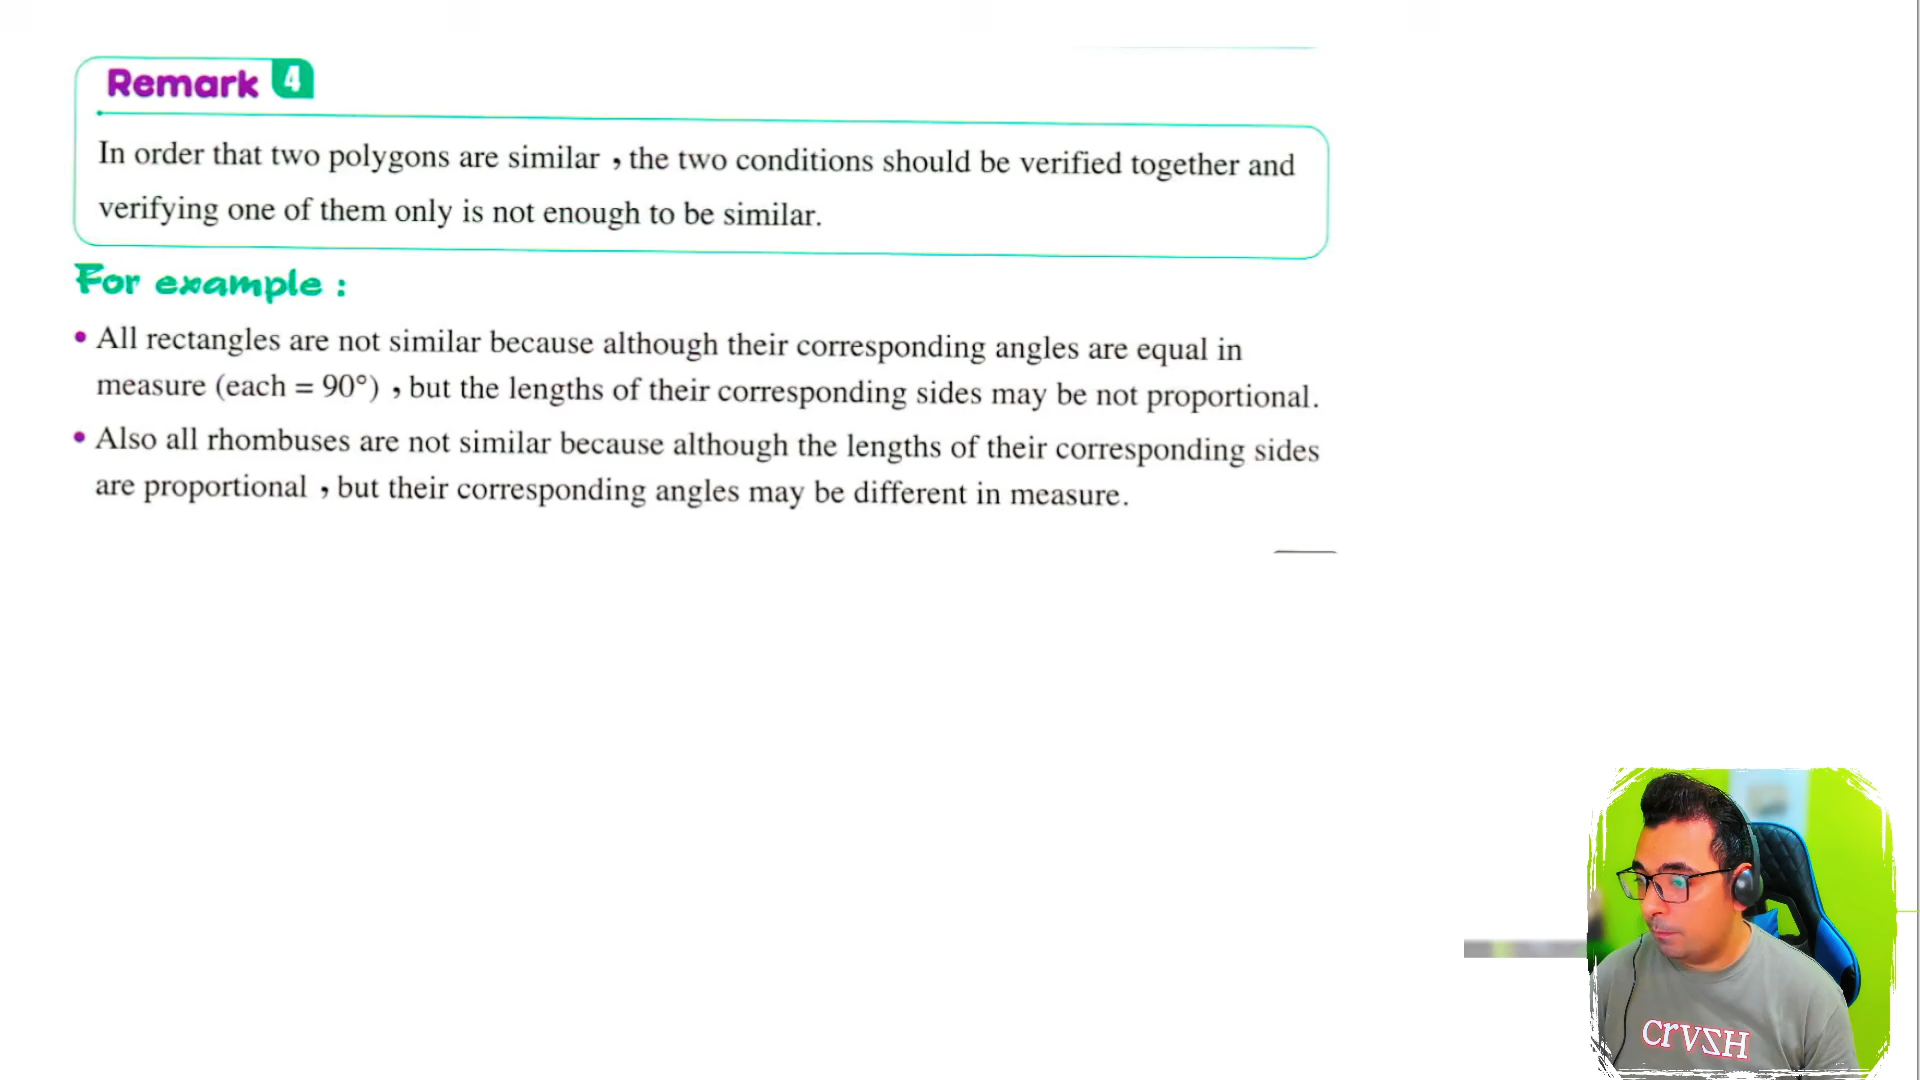 Remark 4
In order that two polygons are similar , the two conditions should be verified together and
verifying one of them only is not enough to be similar.
For example :
• All rectangles are not similar because although their corresponding angles are equal in
measure (each = 90°) , but the lengths of their corresponding sides may be not proportional.
• Also all rhombuses are not similar because although the lengths of their corresponding sides
are proportional , but their corresponding angles may be different in measure.
CRVSH